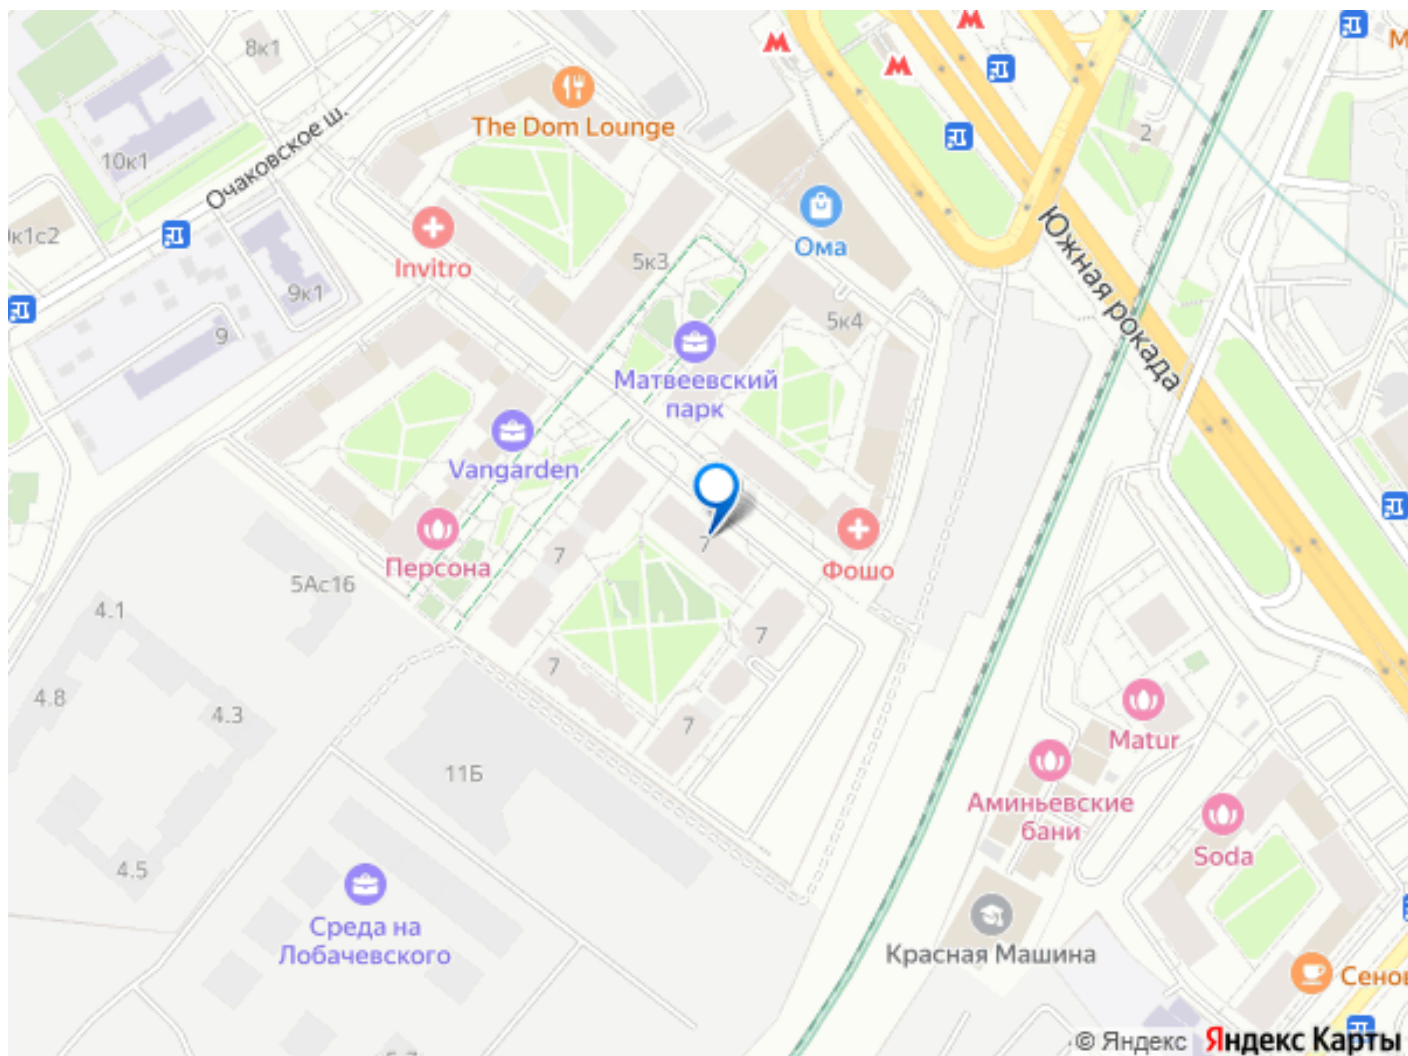 8к1
The Dom Lounge
10к1
Очаковское ш.
2
Ома
Южная рокада
Invitro
5к3
9к1
5к4
9
Матвеевский
парк
Vangarden
Персона
5Ас16
7
7
Фошо
4.1
7
7
7
4.8
4.3
Matur
11Б
Аминьевские
бани
Soda
4.5
Среда на
Лобачевского
Красная Машина
© Яндекс Яндекс Карты